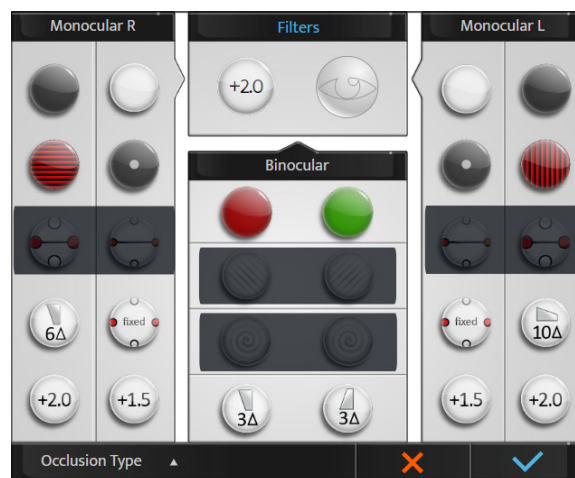 Monocular R
Filters
Monocular L
+2.0
Binocular
6Δ
fixed
fixed
10Δ
+2.0
+1.5
3Δ
3Δ
+1.5
+2.0
Occlusion Type